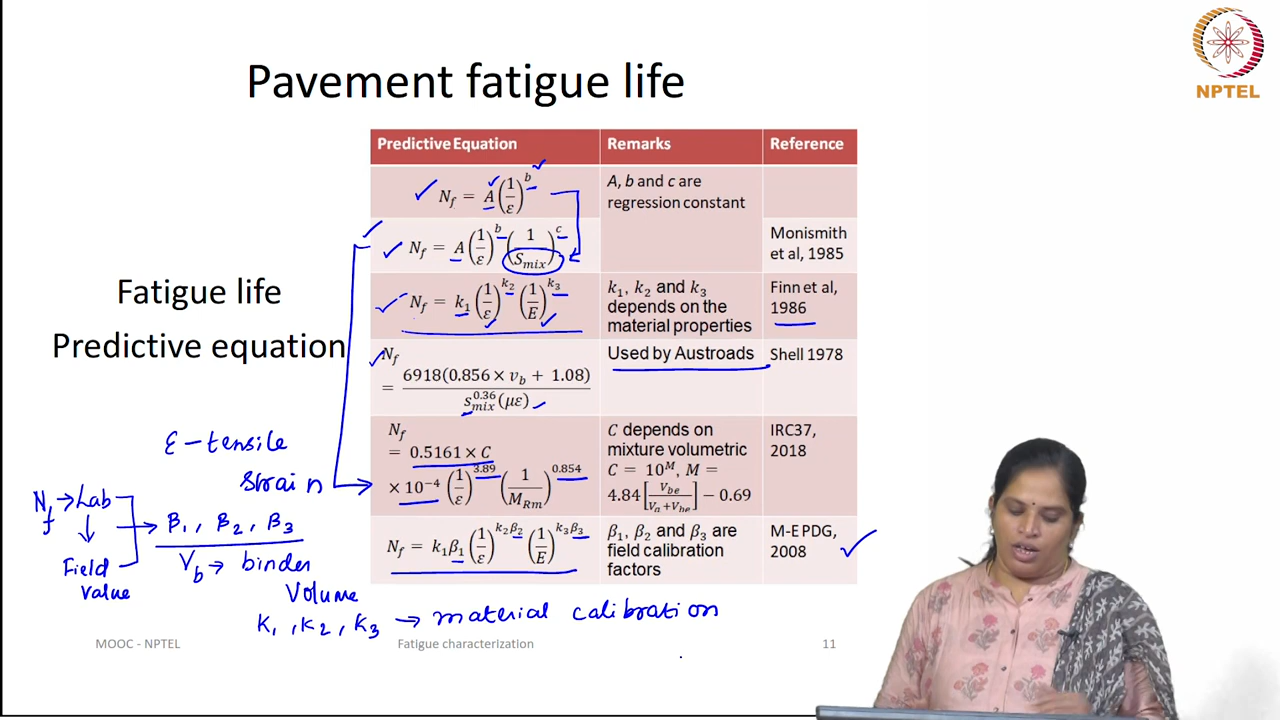 Pavement fatigue life
NPTEL
Predictive Equation Remarks Reference
N_f = A(1/ε)^b
A, b and c are
regression constant
N_f = A(1/ε)^b (1/S_mix)^c
Monismith
et al, 1985
N_f = k_1(1/ε)^k_2 (1/E)^k_3
k_1, k_2 and k_3
depends on the
material properties
Finn et al,
1986
N_f
= 6918(0.856 × v_b + 1.08) / s_mix^0.36(με)
Used by Austroads
Shell 1978
N_f
= 0.5161 × C
× 10^-4 (1/ε)^3.89 (1/M_Rm)^0.854
C depends on
mixture volumetric
C = 10^M, M =
4.84[V_be / V_a+V_be] − 0.69
IRC37,
2018
N_f = k_1β_1(1/ε)^k_2β_2 (1/E)^k_3β_3
β_1, β_2 and β_3 are
field calibration
factors
M-EPDG,
2008
Fatigue life
Predictive equation
ε - tensile
strain
N_f → Lab
↓
Field
value
β_1, β_2, β_3
V_b → binder
Volume
K_1, K_2, K_3 → material calibration
MOOC - NPTEL
Fatigue characterization
11